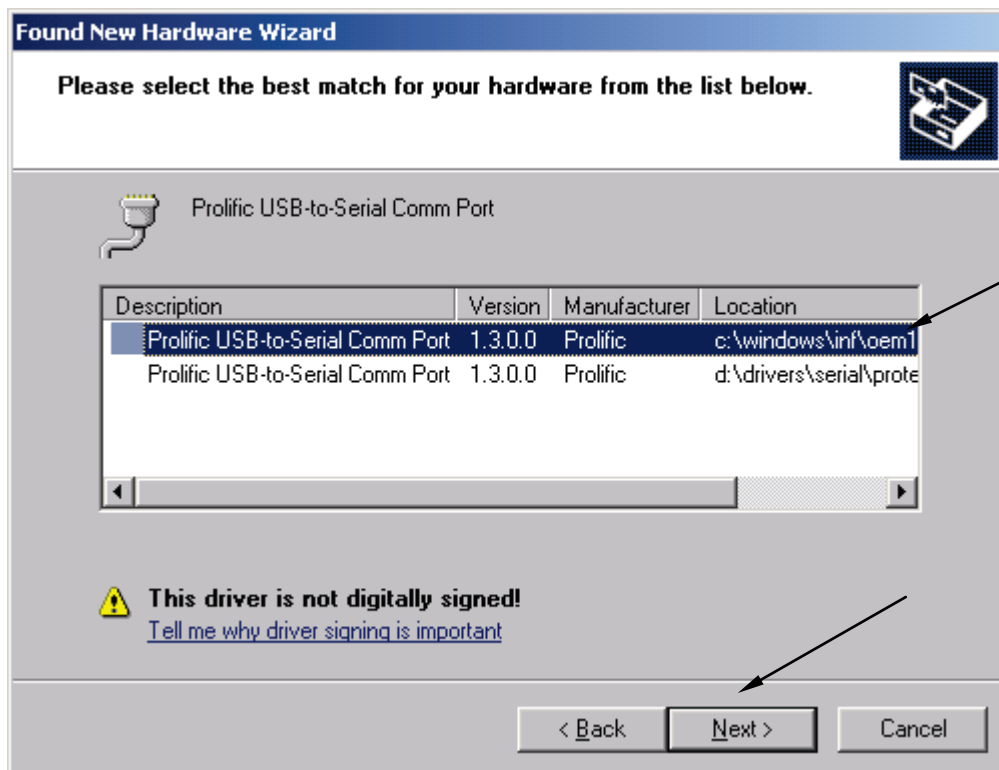 Found New Hardware Wizard
Please select the best match for your hardware from the list below.
Prolific USB-to-Serial Comm Port
Description Version Manufacturer Location
Prolific USB-to-Serial Comm Port 1.3.0.0 Prolific c:\windows\inf\oem1
Prolific USB-to-Serial Comm Port 1.3.0.0 Prolific d:\drivers\serial\prote
This driver is not digitally signed!
Tell me why driver signing is important
< Back Next > Cancel